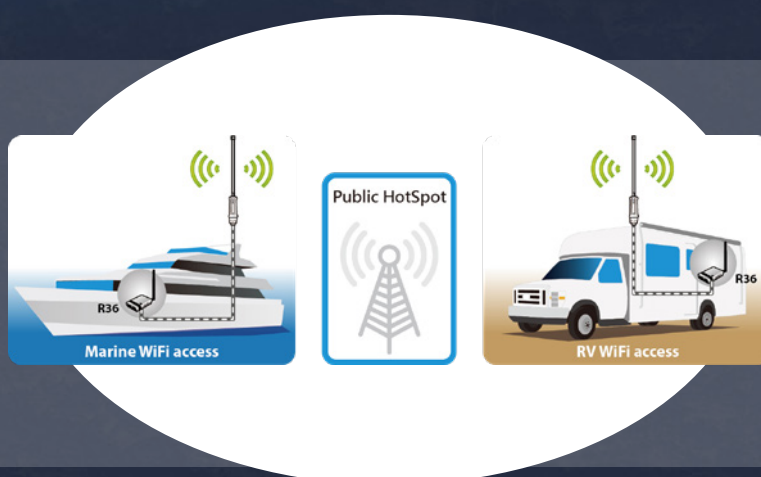 Public HotSpot
R36
Marine WiFi access
R36
RV WiFi access